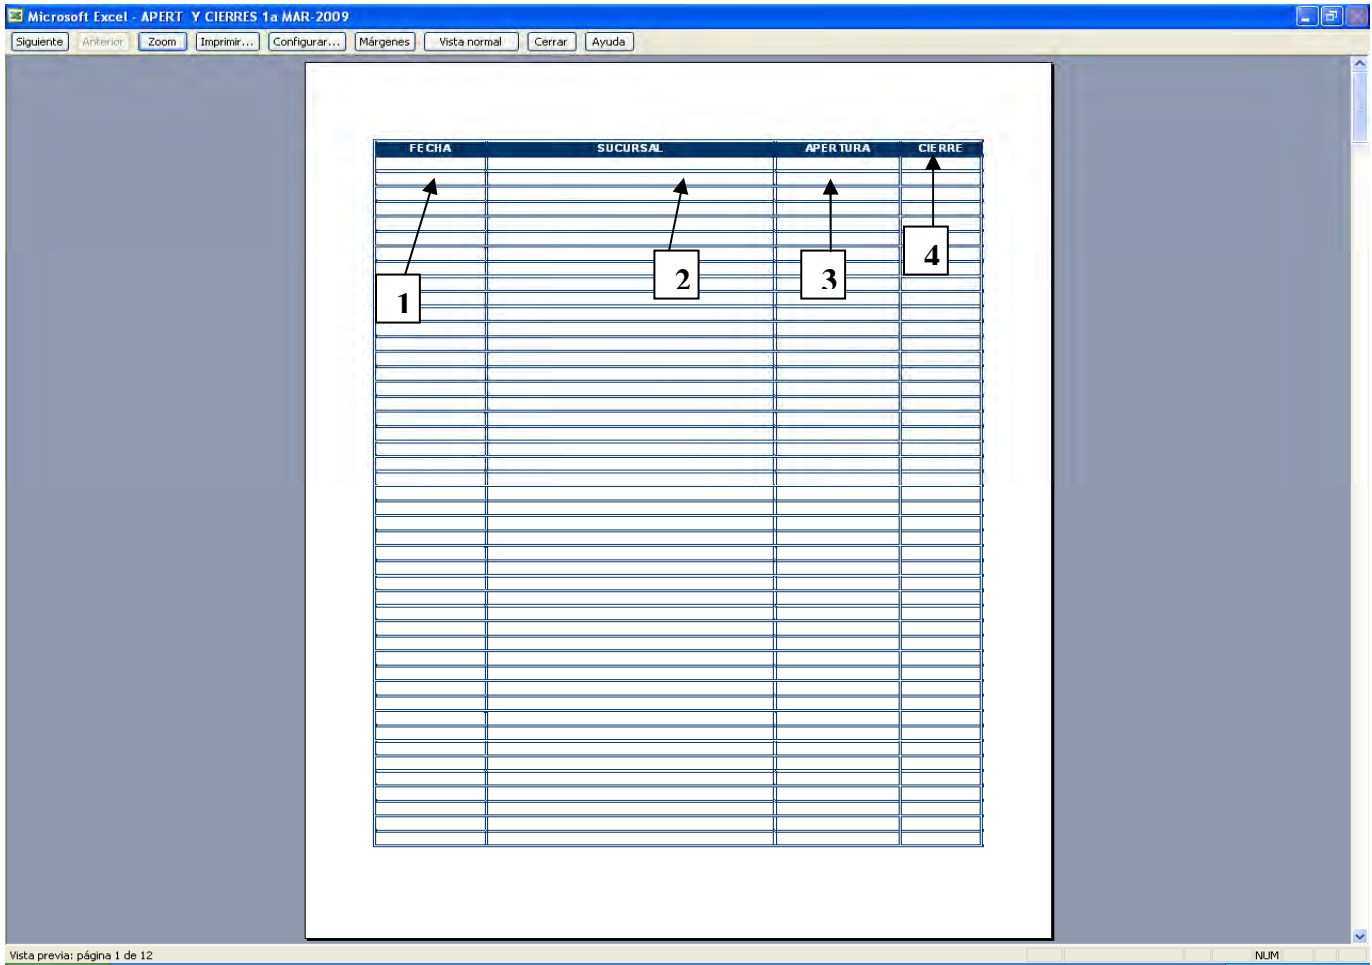 Microsoft Excel - APERT Y CIERRES 1a MAR-2009
Siguiente Anterior Zoom Imprimir... Configurar... Márgenes Vista normal Cerrar Ayuda
FECHA SUCURSAL APERTURA CIERRE
4
2 3
1
Vista previa: página 1 de 12 NUM